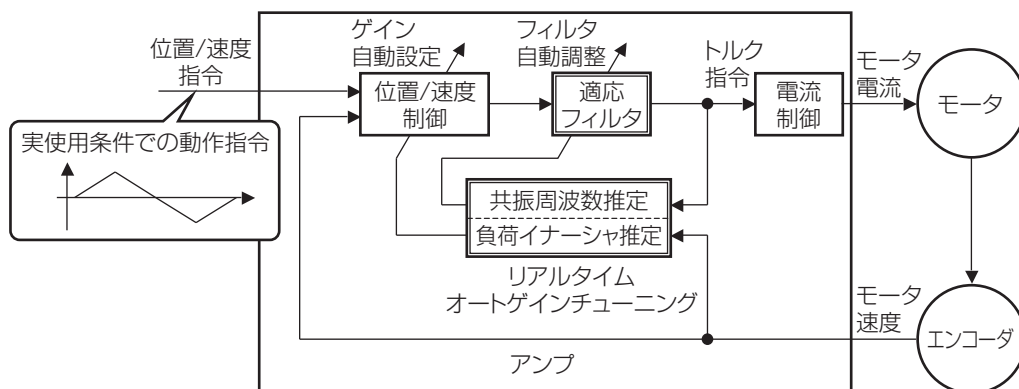 位置/速度
指令
実使用条件での動作指令
ゲイン
自動設定
位置/速度
制御
フィルタ
自動調整
適応
フィルタ
トルク
指令
電流
制御
モータ
電流
モータ
共振周波数推定
負荷イナーシャ推定
リアルタイム
オートゲインチューニング
モータ
速度
エンコーダ
アンプ